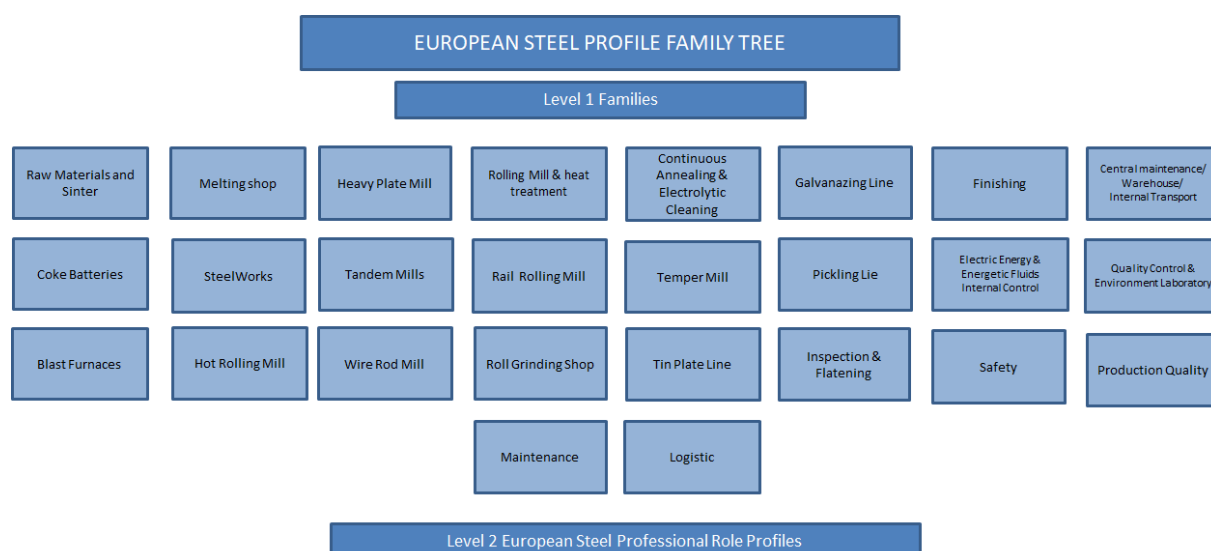 EUROPEAN STEEL PROFILE FAMILY TREE
Level 1 Families
Raw Materials and
Sinter
Melting shop
Heavy Plate Mill
Rolling Mill & heat
treatment
Continuous
Annealing &
Electrolytic
Cleaning
Galvanazing Line
Finishing
Central maintenance/
Warehouse/
Internal Transport
Coke Batteries
SteelWorks
Tandem Mills
Rail Rolling Mill
Temper Mill
Pickling Lie
Electric Energy &
Energetic Fluids
Internal Control
Quality Control &
Environment Laboratory
Blast Furnaces
Hot Rolling Mill
Wire Rod Mill
Roll Grinding Shop
Tin Plate Line
Inspection &
Flatening
Safety
Production Quality
Maintenance
Logistic
Level 2 European Steel Professional Role Profiles